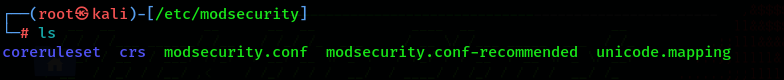 ┌──(root㉿kali)-[/etc/modsecurity]
└─# ls
coreruleset  crs  modsecurity.conf  modsecurity.conf-recommended  unicode.mapping